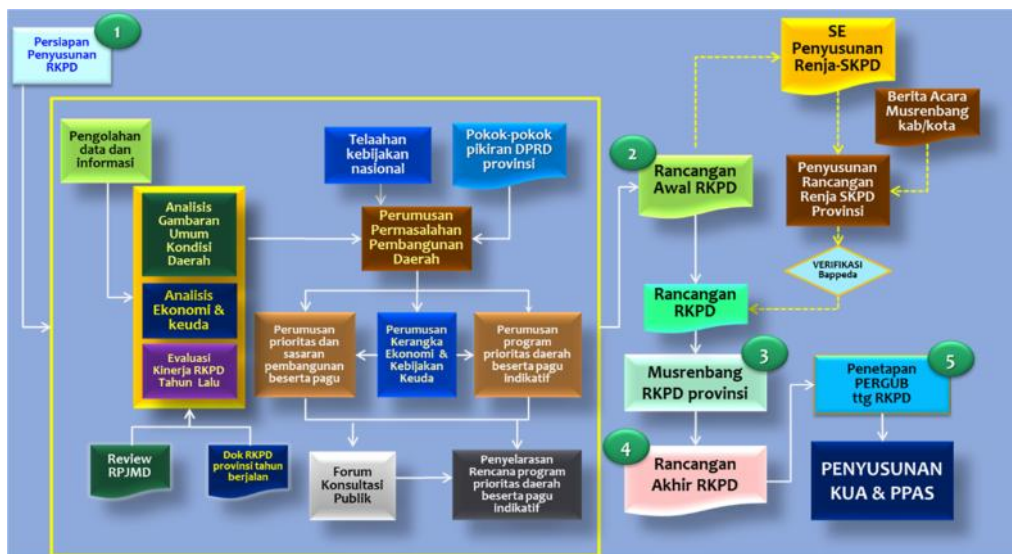 1
Persiapan
Penyusunan
RKPD
Pengolahan
data dan
informasi
Analisis
Gambaran
Umum
Kondisi
Daerah
Analisis
Ekonomi &
keuda
Evaluasi
Kinerja RKPD
Tahun Lalu
Review
RPJMD
Dok RKPD
provinsi tahun
berjalan
Telaahan
kebijakan
nasional
Pokok-pokok
pikiran DPRD
provinsi
Perumusan
Permasalahan
Pembangunan
Daerah
Perumusan
prioritas dan
sasaran
pembangunan
beserta pagu
Perumusan
Kerangka
Ekonomi &
Kebijakan
Keuda
Perumusan
program
prioritas daerah
beserta pagu
indikatif
Forum
Konsultasi
Publik
Penyelarasan
Rencana program
prioritas daerah
beserta pagu
indikatif
2
Rancangan
Awal RKPD
SE
Penyusunan
Renja-SKPD
Berita Acara
Musrenbang
kab/kota
Penyusunan
Rancangan
Renja SKPD
Provinsi
VERIFIKASI
Bappeda
Rancangan
RKPD
3
Musrenbang
RKPD provinsi
4
Rancangan
Akhir RKPD
5
Penetapan
PERGUB
ttg RKPD
PENYUSUNAN
KUA & PPAS